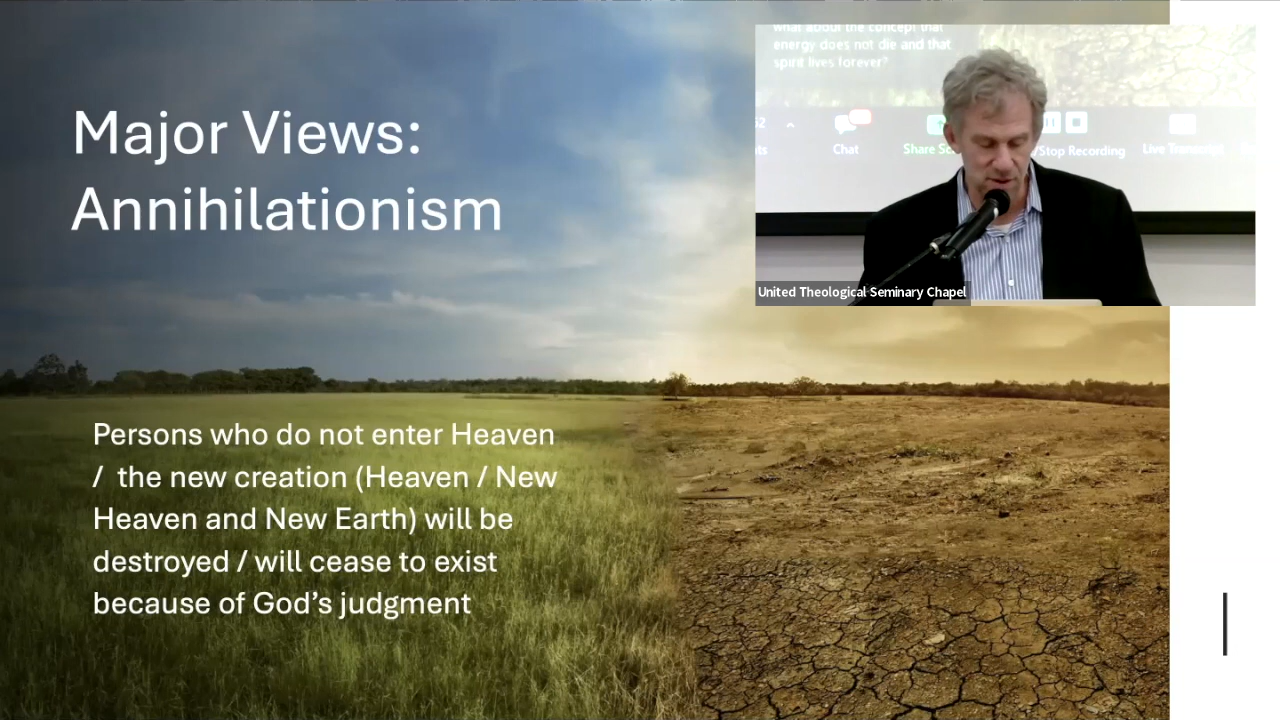 Major Views:
Annihilationism
what about the concept that
energy does not die and that
spirit lives forever?
Chat
Share
Stop Recording
Live Transcript
United Theological Seminary Chapel
Persons who do not enter Heaven
/  the new creation (Heaven / New
Heaven and New Earth) will be
destroyed / will cease to exist
because of God’s judgment